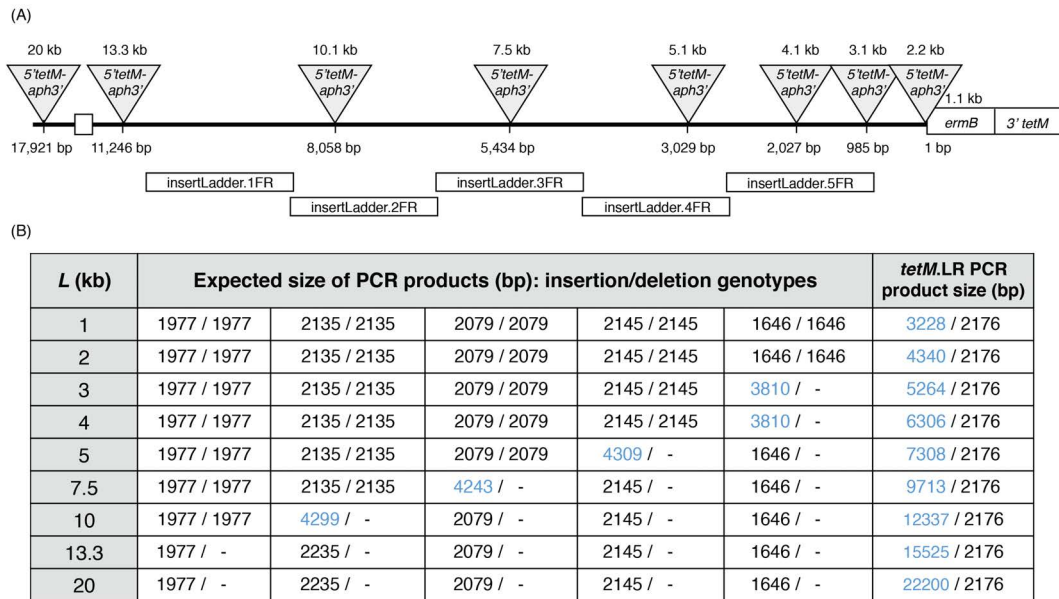 (A)
20 kb 13.3 kb 10.1 kb 7.5 kb 5.1 kb 4.1 kb 3.1 kb 2.2 kb
5'tetM- 5'tetM- 5'tetM- 5'tetM- 5'tetM- 5'tetM- 5'tetM- 5'tetM-
aph3' aph3' aph3' aph3' aph3' aph3' aph3' aph3'
1.1 kb
ermB 3' tetM
17,921 bp 11,246 bp 8,058 bp 5,434 bp 3,029 bp 2,027 bp 985 bp 1 bp
insertLadder.1FR insertLadder.3FR insertLadder.5FR
insertLadder.2FR insertLadder.4FR
(B)
L (kb) Expected size of PCR products (bp): insertion/deletion genotypes tetM.LR PCR
product size (bp)
1 1977 / 1977 2135 / 2135 2079 / 2079 2145 / 2145 1646 / 1646 3228 / 2176
2 1977 / 1977 2135 / 2135 2079 / 2079 2145 / 2145 1646 / 1646 4340 / 2176
3 1977 / 1977 2135 / 2135 2079 / 2079 2145 / 2145 3810 / - 5264 / 2176
4 1977 / 1977 2135 / 2135 2079 / 2079 2145 / 2145 3810 / - 6306 / 2176
5 1977 / 1977 2135 / 2135 2079 / 2079 4309 / - 1646 / - 7308 / 2176
7.5 1977 / 1977 2135 / 2135 4243 / - 2145 / - 1646 / - 9713 / 2176
10 1977 / 1977 4299 / - 2079 / - 2145 / - 1646 / - 12337 / 2176
13.3 1977 / - 2235 / - 2079 / - 2145 / - 1646 / - 15525 / 2176
20 1977 / - 2235 / - 2079 / - 2145 / - 1646 / - 22200 / 2176